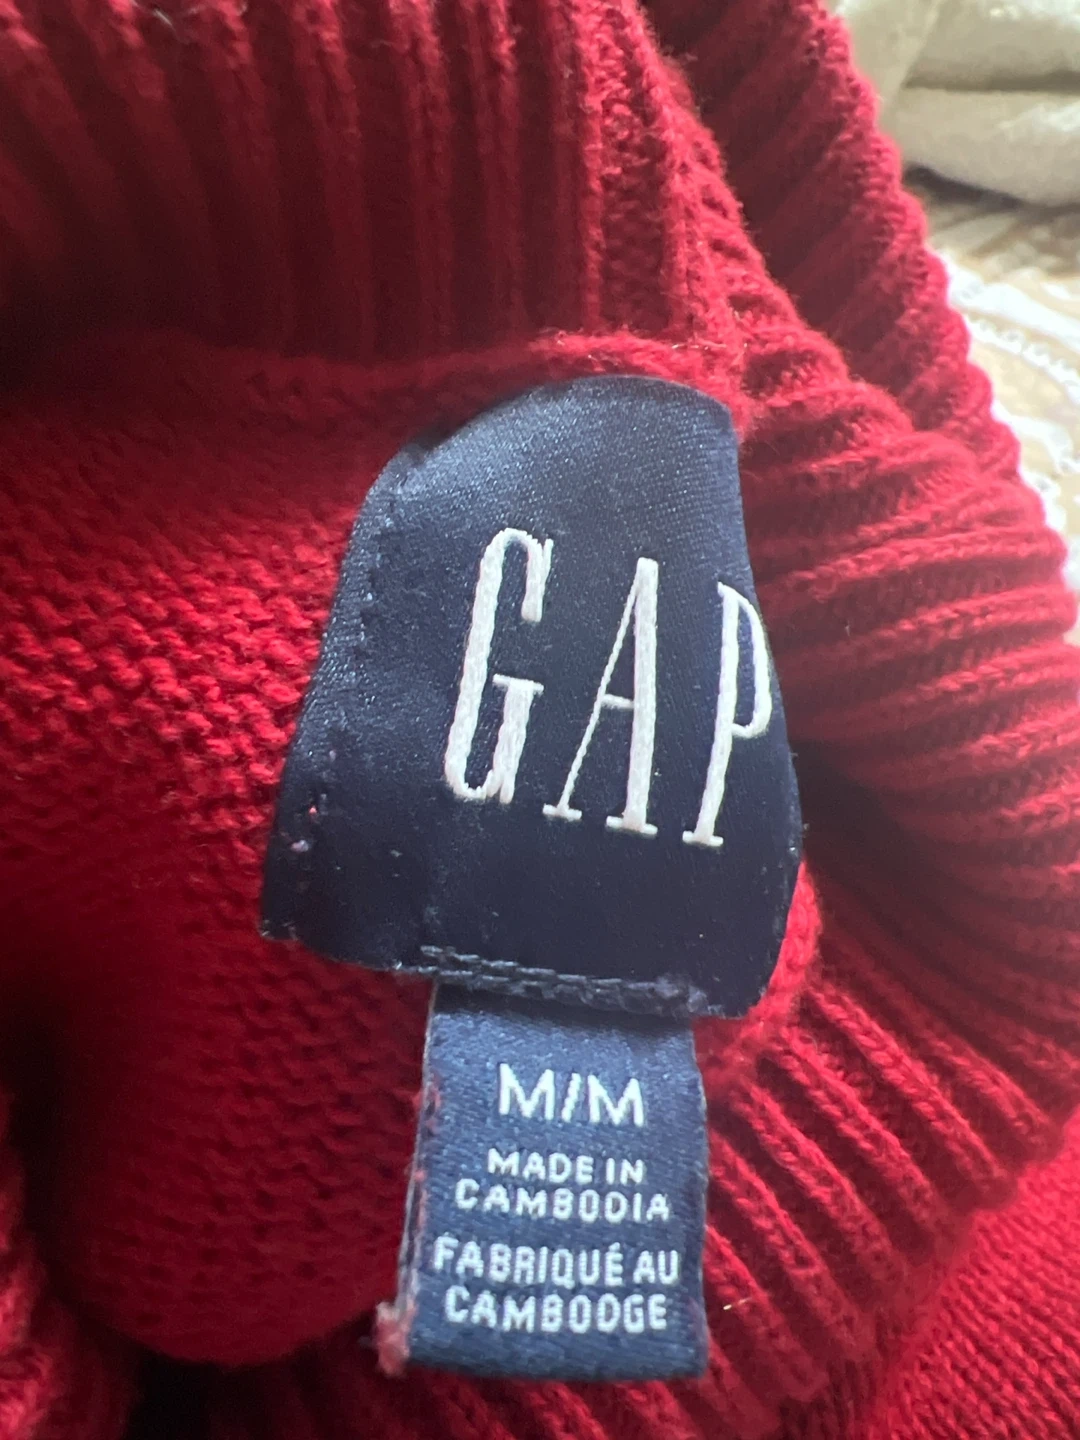 GAP
M/M
MADE IN
CAMBODIA
FABRIQUÉ AU
CAMBODGE